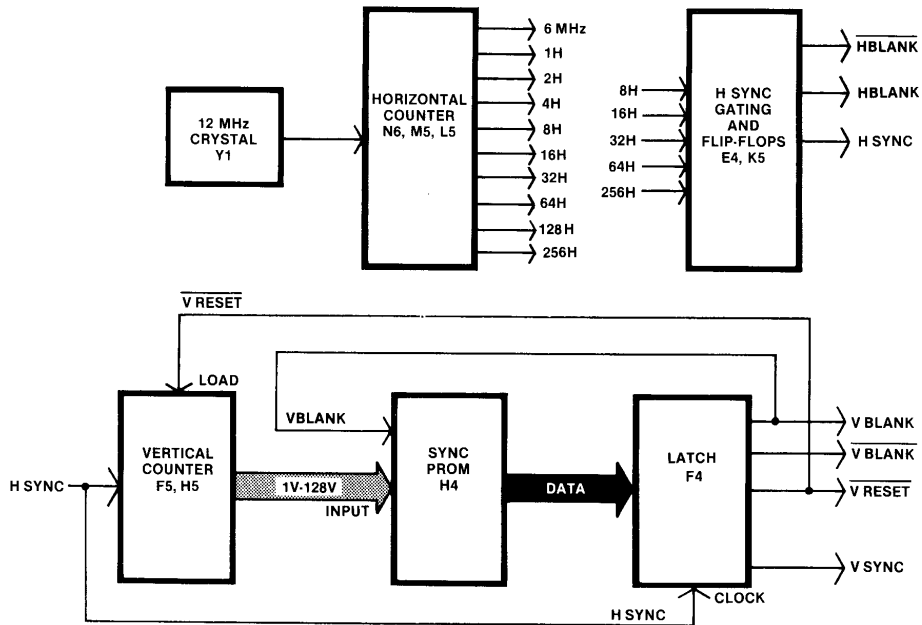 12 MHz
CRYSTAL
Y1
HORIZONTAL
COUNTER
N6, M5, L5
6 MHz
1H
2H
4H
8H
16H
32H
64H
128H
256H
8H
16H
32H
64H
256H
H SYNC
GATING
AND
FLIP-FLOPS
E4, K5
HBLANK
HBLANK
H SYNC
V RESET
LOAD
VERTICAL
COUNTER
F5, H5
H SYNC
1V-128V
INPUT
VBLANK
SYNC
PROM
H4
DATA
LATCH
F4
V BLANK
V BLANK
V RESET
V SYNC
H SYNC
CLOCK